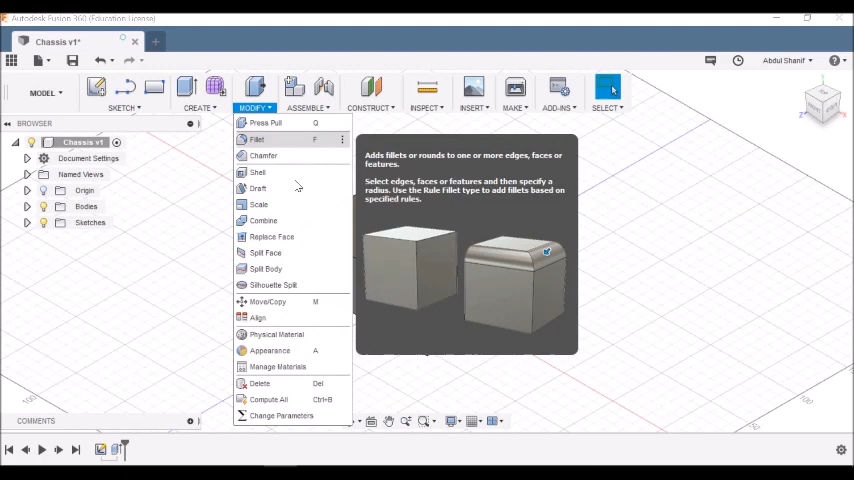 Autodesk Fusion 360 (Education License)
Chassis v1*
Abdul Shanif
MODEL
SKETCH
CREATE
MODIFY
ASSEMBLE
CONSTRUCT
INSPECT
INSERT
MAKE
ADD-INS
SELECT
BROWSER
Chassis v1
Document Settings
Named Views
Origin
Bodies
Sketches
Press Pull Q
Fillet F
Chamfer
Shell
Draft
Scale
Combine
Replace Face
Split Face
Split Body
Silhouette Split
Move/Copy M
Align
Physical Material
Appearance A
Manage Materials
Delete Del
Compute All Ctrl+B
Change Parameters
Adds fillets or rounds to one or more edges, faces or
features.
Select edges, faces or features and then specify a
radius. Use the Rule Fillet type to add fillets based on
specified rules.
COMMENTS